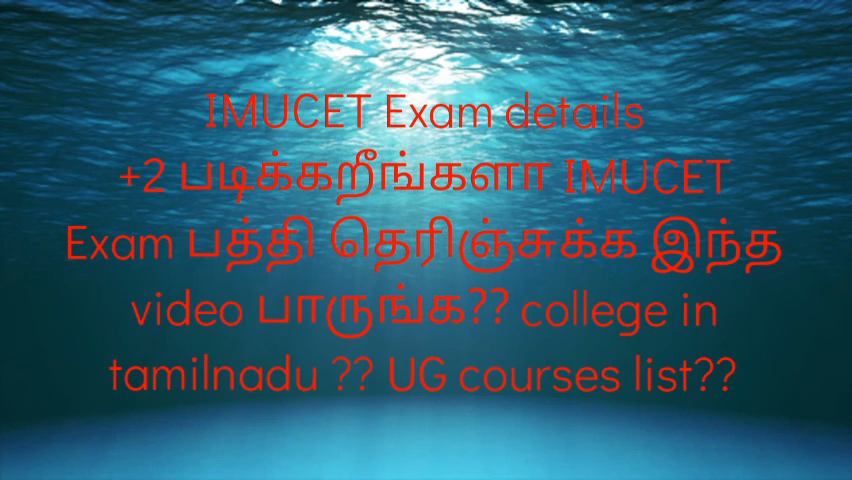 IMUCET Exam details
+2 படிக்கறீங்களா IMUCET
Exam பத்தி தெரிஞ்சுக்க இந்த
video பாருங்க?? college in
tamilnadu ?? UG courses list??